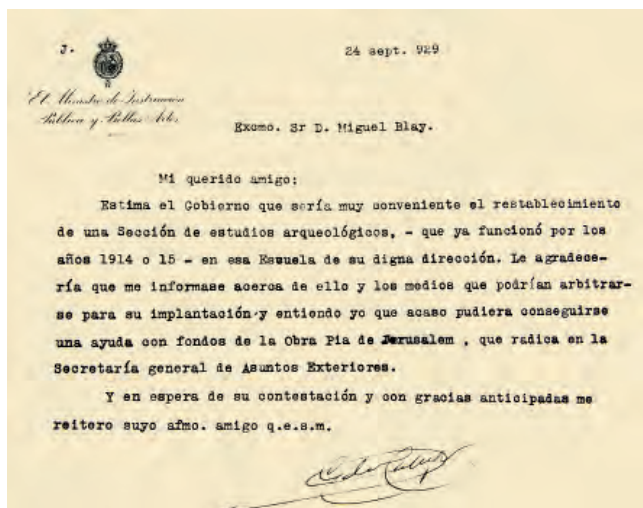 J.
24 sept. 929
El Ministro de Instrucción
Pública y Bellas Artes
Excmo. Sr D. Miguel Blay.
Mi querido amigo:
Estima el Gobierno que sería muy conveniente el restablecimiento
de una Sección de estudios arqueológicos, - que ya funcionó por los
años 1914 o 15 - en esa Escuela de su digna dirección. Le agradece-
ría que me informase acerca de ello y los medios que podrían arbitrar-
se para su implantación y entiendo yo que acaso pudiera conseguirse
una ayuda con fondos de la Obra Pia de Jerusalem , que radica en la
Secretaría general de Asuntos Exteriores.
Y en espera de su contestación y con gracias anticipadas me
reitero suyo afmo. amigo q.e.s.m.